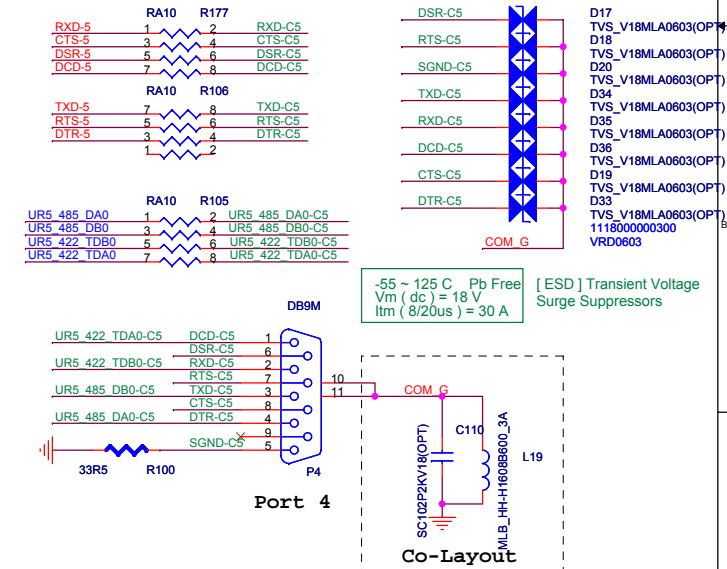 RA10 R177
RXD-5 1 2 RXD-C5
CTS-5 3 4 CTS-C5
DSR-5 5 6 DSR-C5
DCD-5 7 8 DCD-C5
RA10 R106
TXD-5 7 8 TXD-C5
RTS-5 5 6 RTS-C5
DTR-5 3 4 DTR-C5
1 2
RA10 R105
UR5_485_DA0 1 2 UR5_485_DA0-C5
UR5_485_DB0 3 4 UR5_485_DB0-C5
UR5_422_TDB0 5 6 UR5_422_TDB0-C5
UR5_422_TDA0 7 8 UR5_422_TDA0-C5
DSR-C5 D17
TVS_V18MLA0603(OPT)
RTS-C5 D18
TVS_V18MLA0603(OPT)
SGND-C5 D20
TVS_V18MLA0603(OPT)
TXD-C5 D34
TVS_V18MLA0603(OPT)
RXD-C5 D35
TVS_V18MLA0603(OPT)
DCD-C5 D36
TVS_V18MLA0603(OPT)
CTS-C5 D19
TVS_V18MLA0603(OPT)
DTR-C5 D33
TVS_V18MLA0603(OPT)
1118000000300
COM_G VRD0603
B
-55 ~ 125 C Pb Free
Vm ( dc ) = 18 V
Itm ( 8/20us ) = 30 A
[ ESD ] Transient Voltage
Surge Suppressors
DB9M
UR5_422_TDA0-C5 DCD-C5 1
DSR-C5 6
UR5_422_TDB0-C5 RXD-C5 2
RTS-C5 7
UR5_485_DB0-C5 TXD-C5 3
CTS-C5 8
UR5_485_DA0-C5 DTR-C5 4
9
SGND-C5 5
10
11
33R5 R100
P4
Port 4
COM_G
C110
SC102P2KV18(OPT)
L19
MLB_HH-H1608B600_3A
Co-Layout